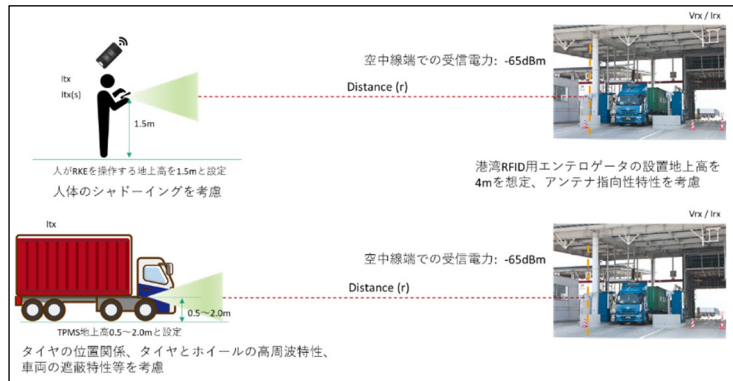 Vrx / Irx
空中線端での受信電力: -65dBm
Itx
Itx(s)
Distance (r)
1.5m
人がRKEを操作する地上高を1.5mと設定
人体のシャドーイングを考慮
港湾RFID用エンテロゲータの設置地上高を
4mを想定、アンテナ指向性特性を考慮
Itx
Vrx / Irx
空中線端での受信電力: -65dBm
Distance (r)
0.5～2.0m
TPMS地上高0.5～2.0mと設定
タイヤの位置関係、タイヤとホイールの高周波特性、
車両の遮蔽特性等を考慮